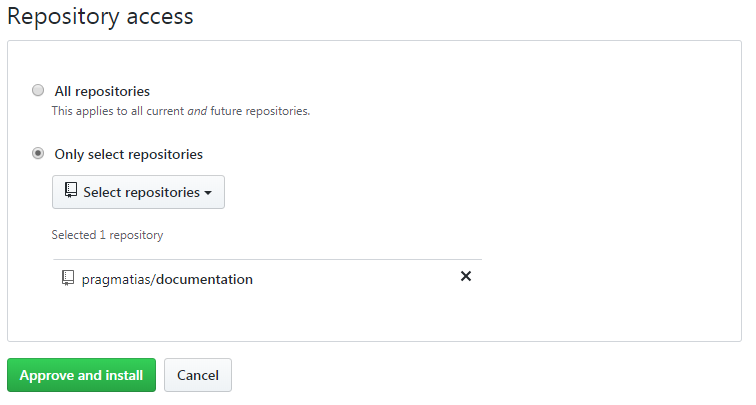 Repository access
All repositories
This applies to all current and future repositories.
Only select repositories
Select repositories
Selected 1 repository
pragmatias/documentation
Approve and install
Cancel